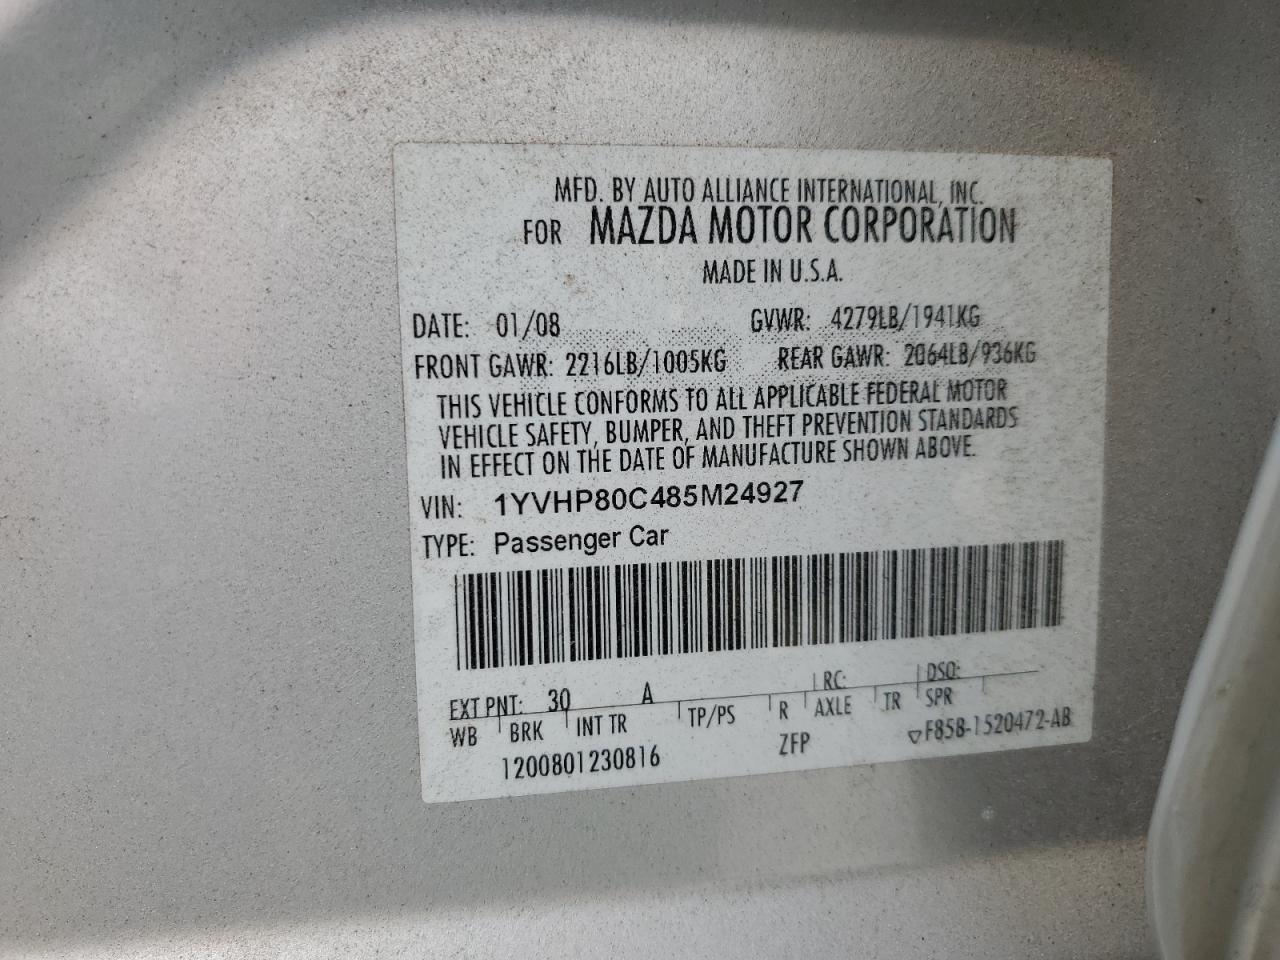 MFD. BY AUTO ALLIANCE INTERNATIONAL, INC.
FOR MAZDA MOTOR CORPORATION
MADE IN U.S.A.
DATE: 01/08 GVWR: 4279LB/1941KG
FRONT GAWR: 2216LB/1005KG REAR GAWR: 2064LB/936KG
THIS VEHICLE CONFORMS TO ALL APPLICABLE FEDERAL MOTOR
VEHICLE SAFETY, BUMPER, AND THEFT PREVENTION STANDARDS
IN EFFECT ON THE DATE OF MANUFACTURE SHOWN ABOVE.
VIN: 1YVHP80C485M24927
TYPE: Passenger Car
EXT PNT: 30 A RC: DSO:
WB BRK INT TR TP/PS R AXLE TR SPR
1200801230816 ZFP F858-1520472-AB